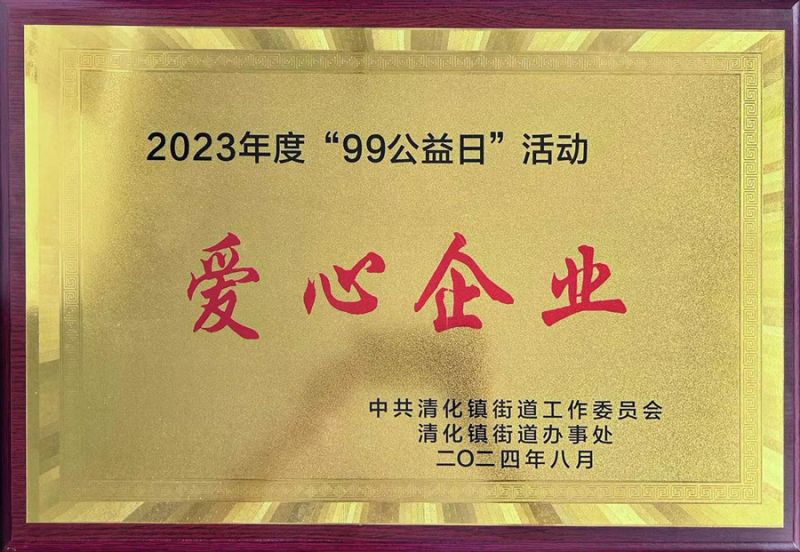 2023年度“99公益日”活动
爱心企业
中共清化镇街道工作委员会
清化镇街道办事处
二〇二四年八月